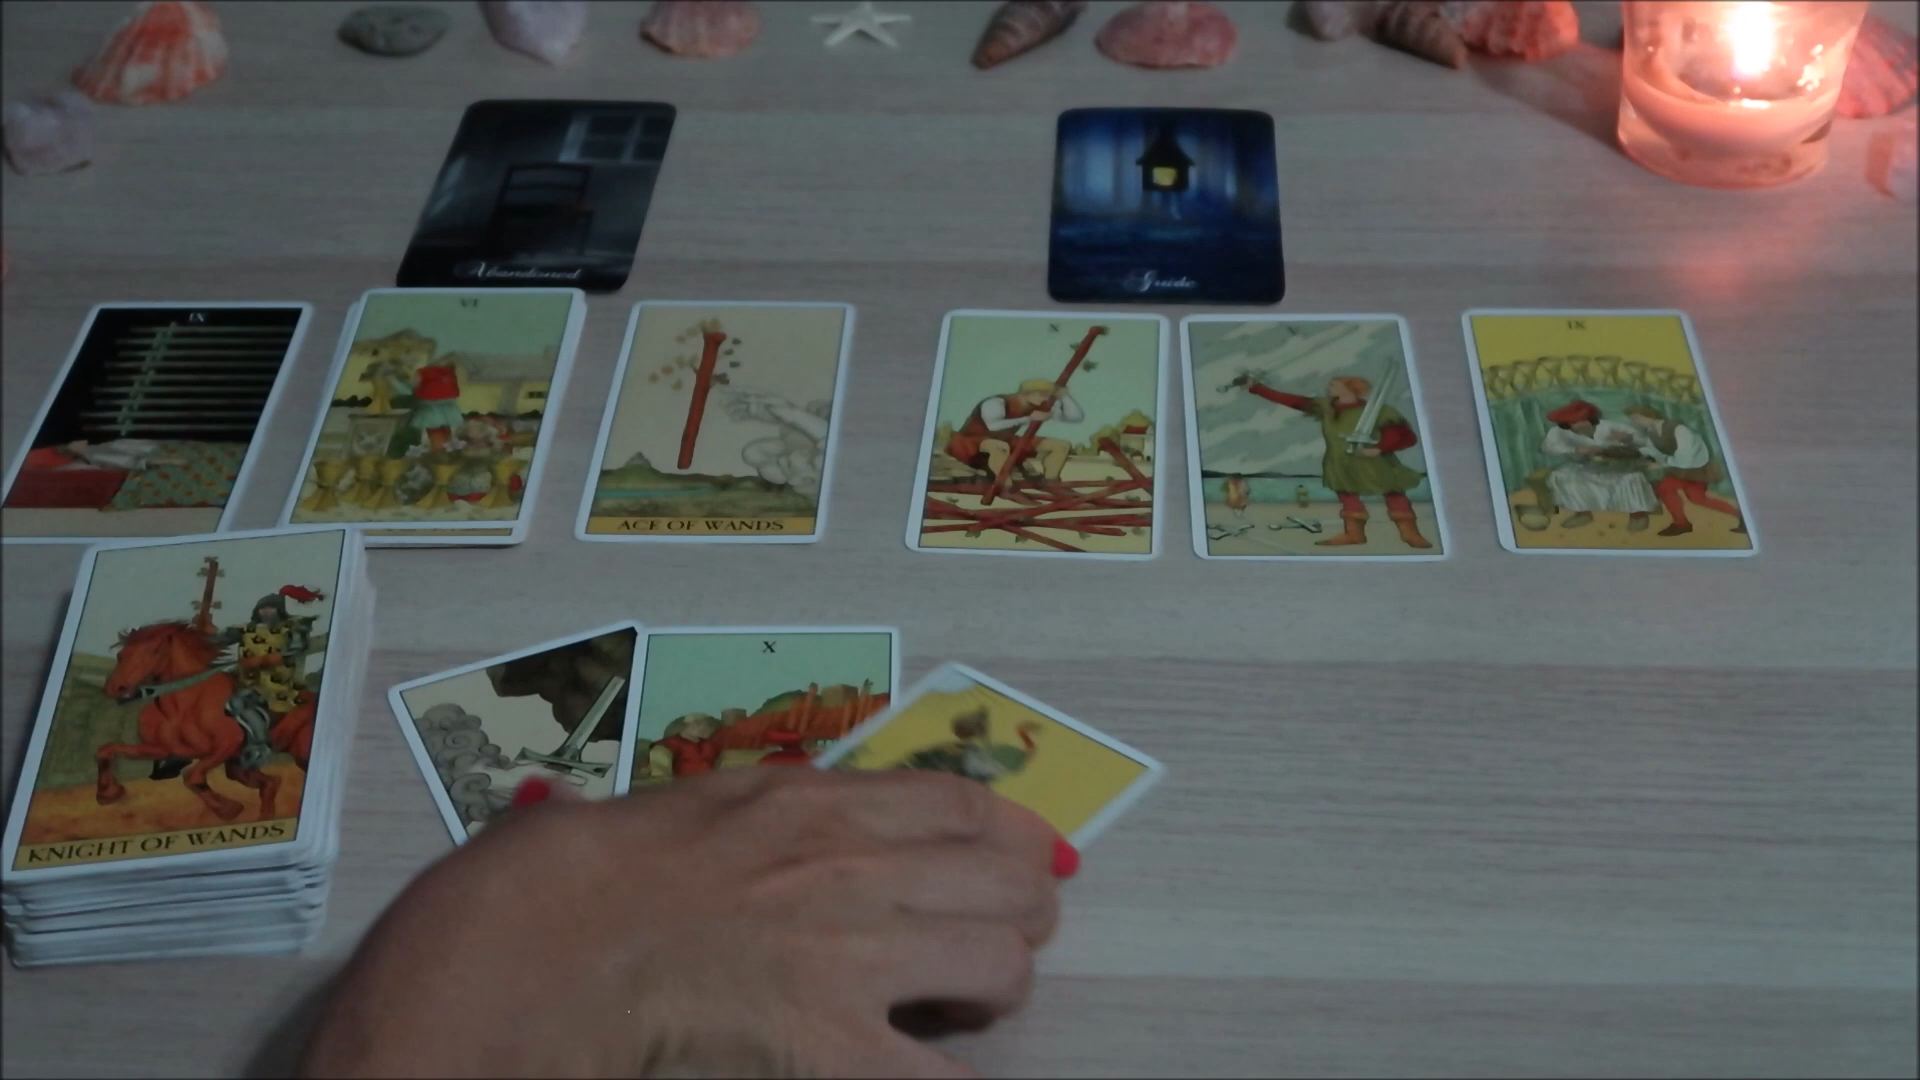 Abandoned
Guide
IX
VI
X
V
IX
ACE OF WANDS
X
KNIGHT OF WANDS